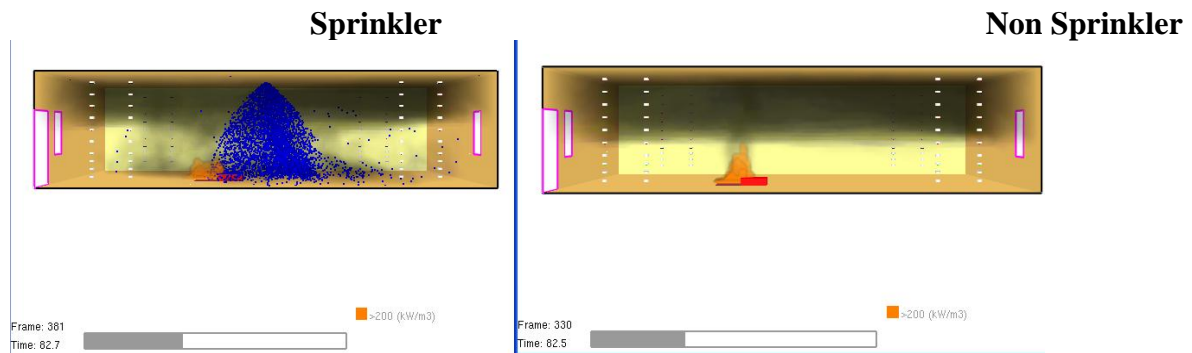 Sprinkler
Non Sprinkler
>200 (kW/m3)
Frame: 381
Time: 82.7
>200 (kW/m3)
Frame: 330
Time: 82.5